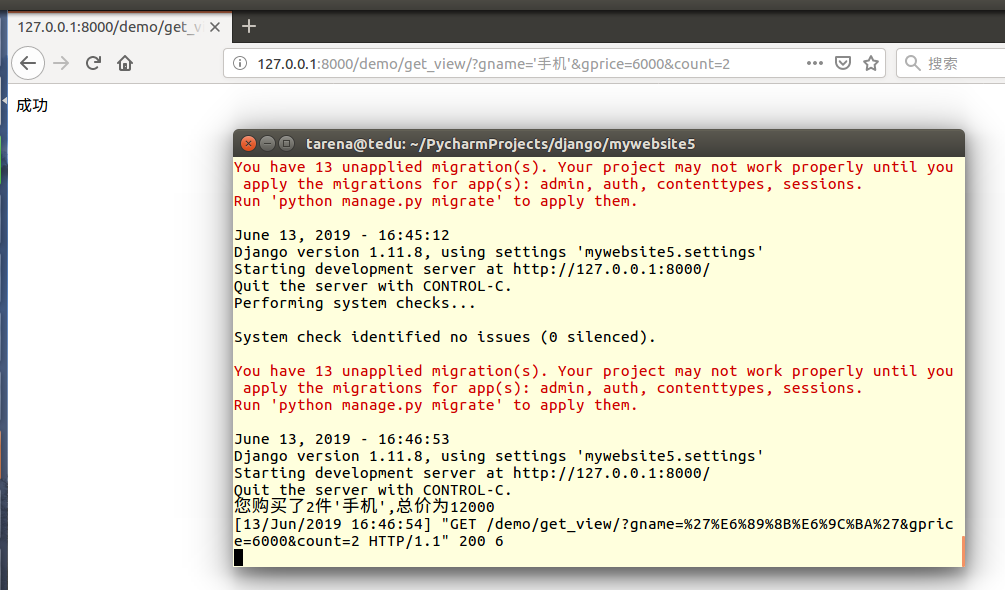 127.0.0.1:8000/demo/get_v
127.0.0.1:8000/demo/get_view/?gname='手机'&gprice=6000&count=2
搜索
成功
tarena@tedu: ~/PycharmProjects/django/mywebsite5
You have 13 unapplied migration(s). Your project may not work properly until you
apply the migrations for app(s): admin, auth, contenttypes, sessions.
Run 'python manage.py migrate' to apply them.
June 13, 2019 - 16:45:12
Django version 1.11.8, using settings 'mywebsite5.settings'
Starting development server at http://127.0.0.1:8000/
Quit the server with CONTROL-C.
Performing system checks...
System check identified no issues (0 silenced).
You have 13 unapplied migration(s). Your project may not work properly until you
apply the migrations for app(s): admin, auth, contenttypes, sessions.
Run 'python manage.py migrate' to apply them.
June 13, 2019 - 16:46:53
Django version 1.11.8, using settings 'mywebsite5.settings'
Starting development server at http://127.0.0.1:8000/
Quit the server with CONTROL-C.
您购买了2件'手机',总价为12000
[13/Jun/2019 16:46:54] "GET /demo/get_view/?gname=%27%E6%89%8B%E6%9C%BA%27&gpric
e=6000&count=2 HTTP/1.1" 200 6